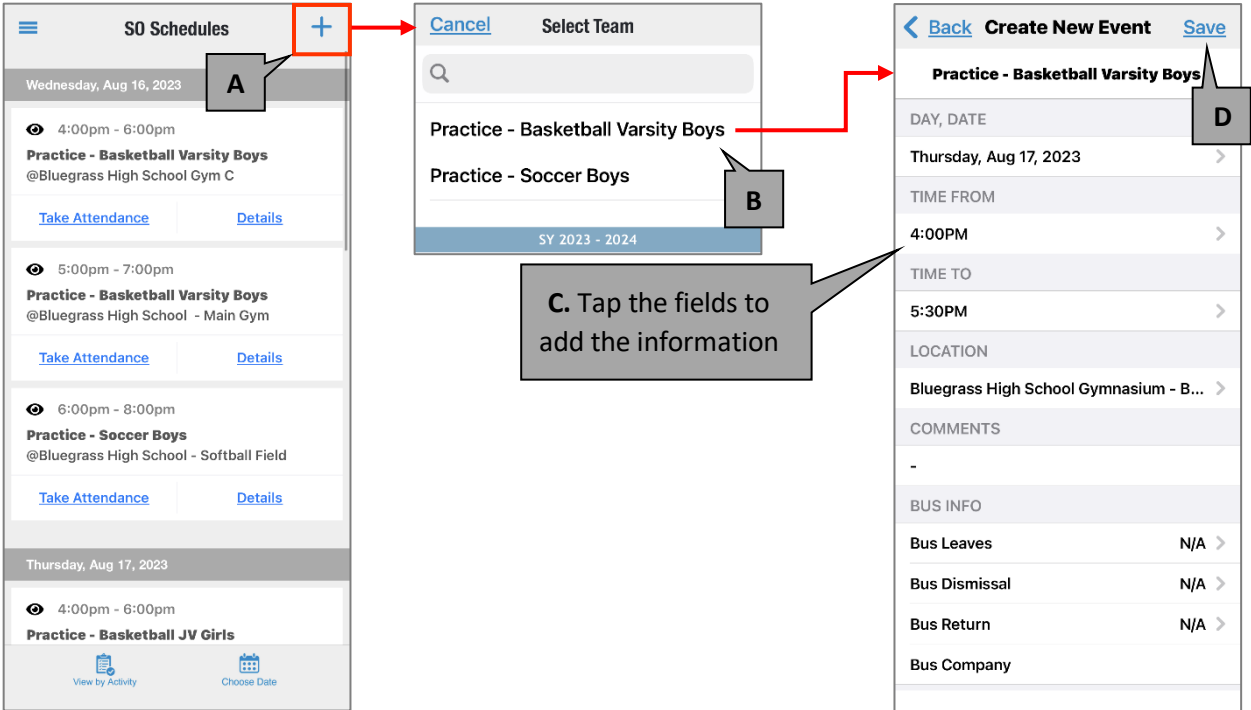 SO Schedules
+
A
Wednesday, Aug 16, 2023
4:00pm - 6:00pm
Practice - Basketball Varsity Boys
@Bluegrass High School Gym C
Take Attendance
Details
5:00pm - 7:00pm
Practice - Basketball Varsity Boys
@Bluegrass High School - Main Gym
Take Attendance
Details
6:00pm - 8:00pm
Practice - Soccer Boys
@Bluegrass High School - Softball Field
Take Attendance
Details
Thursday, Aug 17, 2023
4:00pm - 6:00pm
Practice - Basketball JV Girls
View by Activity
Choose Date
Cancel
Select Team
Practice - Basketball Varsity Boys
Practice - Soccer Boys
B
SY 2023 - 2024
C. Tap the fields to
add the information
Back
Create New Event
Save
D
Practice - Basketball Varsity Boys
DAY, DATE
Thursday, Aug 17, 2023
TIME FROM
4:00PM
TIME TO
5:30PM
LOCATION
Bluegrass High School Gymnasium - B...
COMMENTS
-
BUS INFO
Bus Leaves N/A
Bus Dismissal N/A
Bus Return N/A
Bus Company